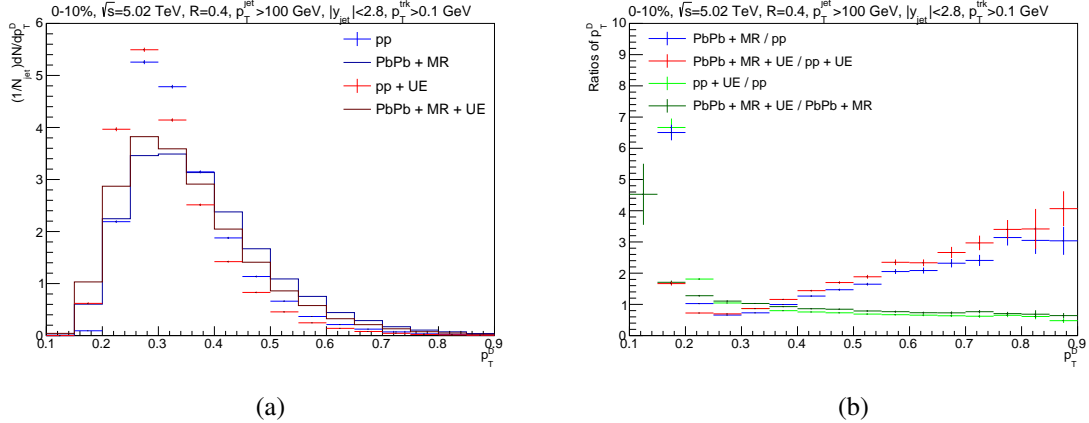 0-10%, √s=5.02 TeV, R=0.4, p_T^jet>100 GeV, |y_jet|<2.8, p_T^trk>0.1 GeV
(1/N_jet)dN/dp_T^D
pp
PbPb + MR
pp + UE
PbPb + MR + UE
6
5
4
3
2
1
0
0.1 0.2 0.3 0.4 0.5 0.6 0.7 0.8 0.9
p_T^D
(a)
0-10%, √s=5.02 TeV, R=0.4, p_T^jet>100 GeV, |y_jet|<2.8, p_T^trk>0.1 GeV
Ratios of p_T^D
PbPb + MR / pp
PbPb + MR + UE / pp + UE
pp + UE / pp
PbPb + MR + UE / PbPb + MR
10
9
8
7
6
5
4
3
2
1
0
0.1 0.2 0.3 0.4 0.5 0.6 0.7 0.8 0.9
p_T^D
(b)